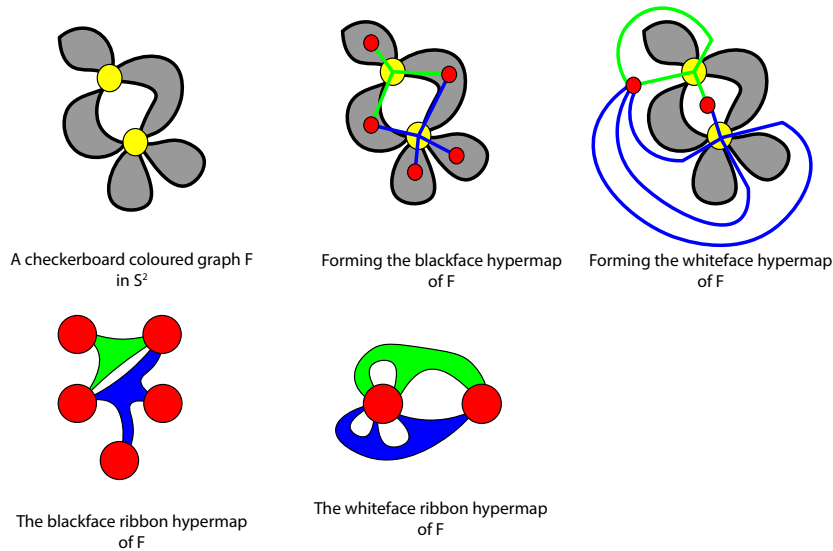 A checkerboard coloured graph F
in S²
Forming the blackface hypermap
of F
Forming the whiteface hypermap
of F
The blackface ribbon hypermap
of F
The whiteface ribbon hypermap
of F